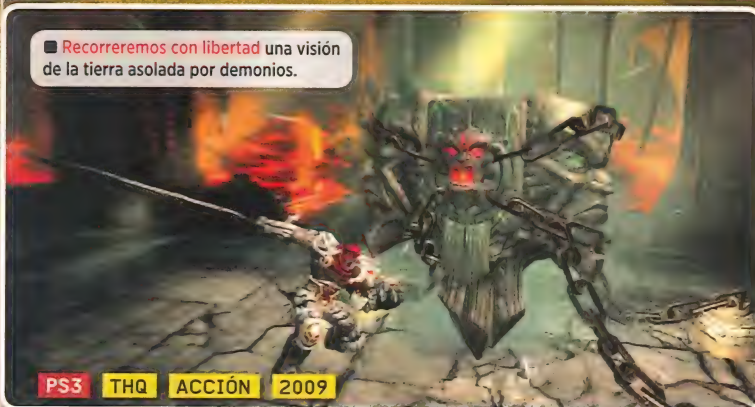 ■ Recorreremos con libertad una visión
de la tierra asolada por demonios.
PS3 THQ ACCIÓN 2009